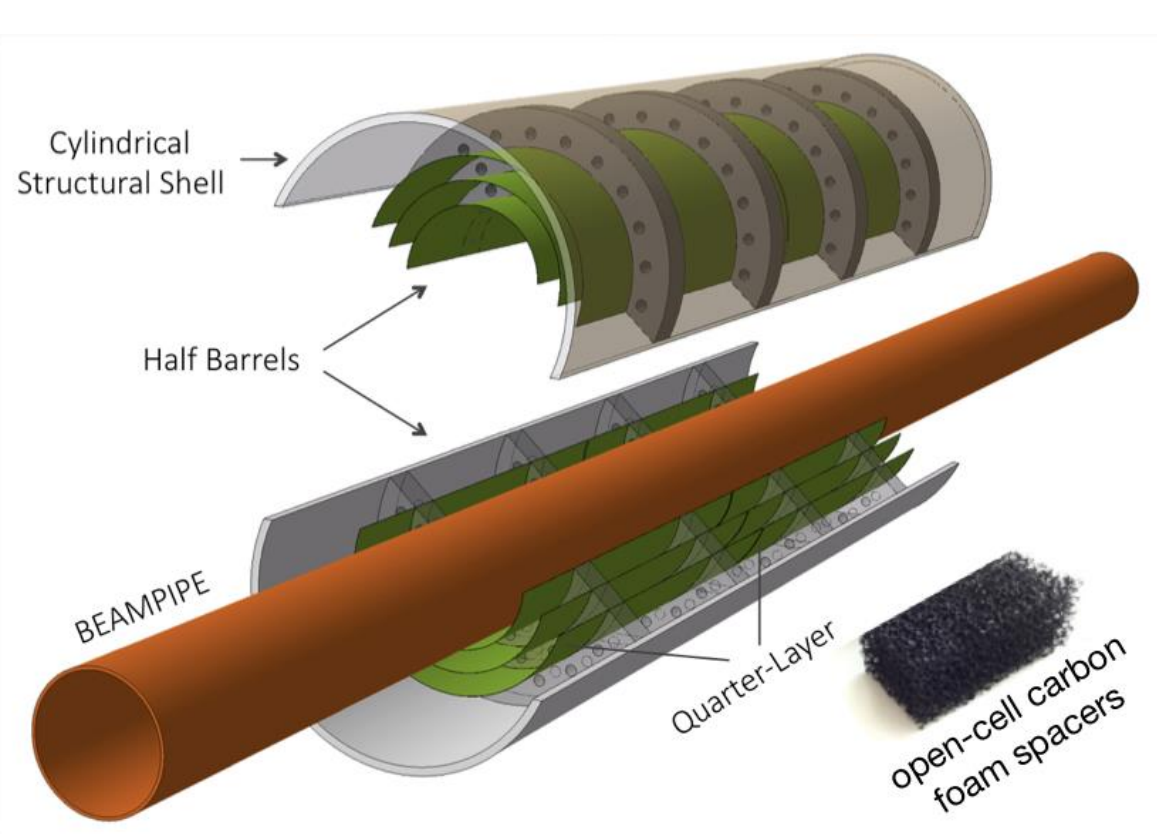 Cylindrical
Structural Shell
Half Barrels
BEAMPIPE
Quarter-Layer
open-cell carbon
foam spacers